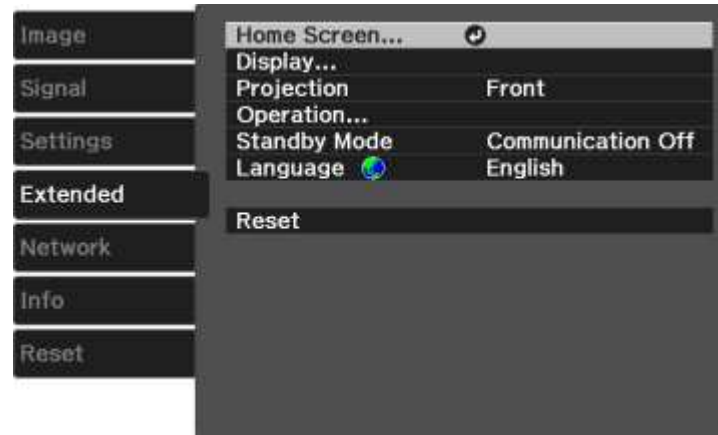 Image
Signal
Settings
Extended
Network
Info
Reset
Home Screen...
Display...
Projection Front
Operation...
Standby Mode Communication Off
Language English
Reset